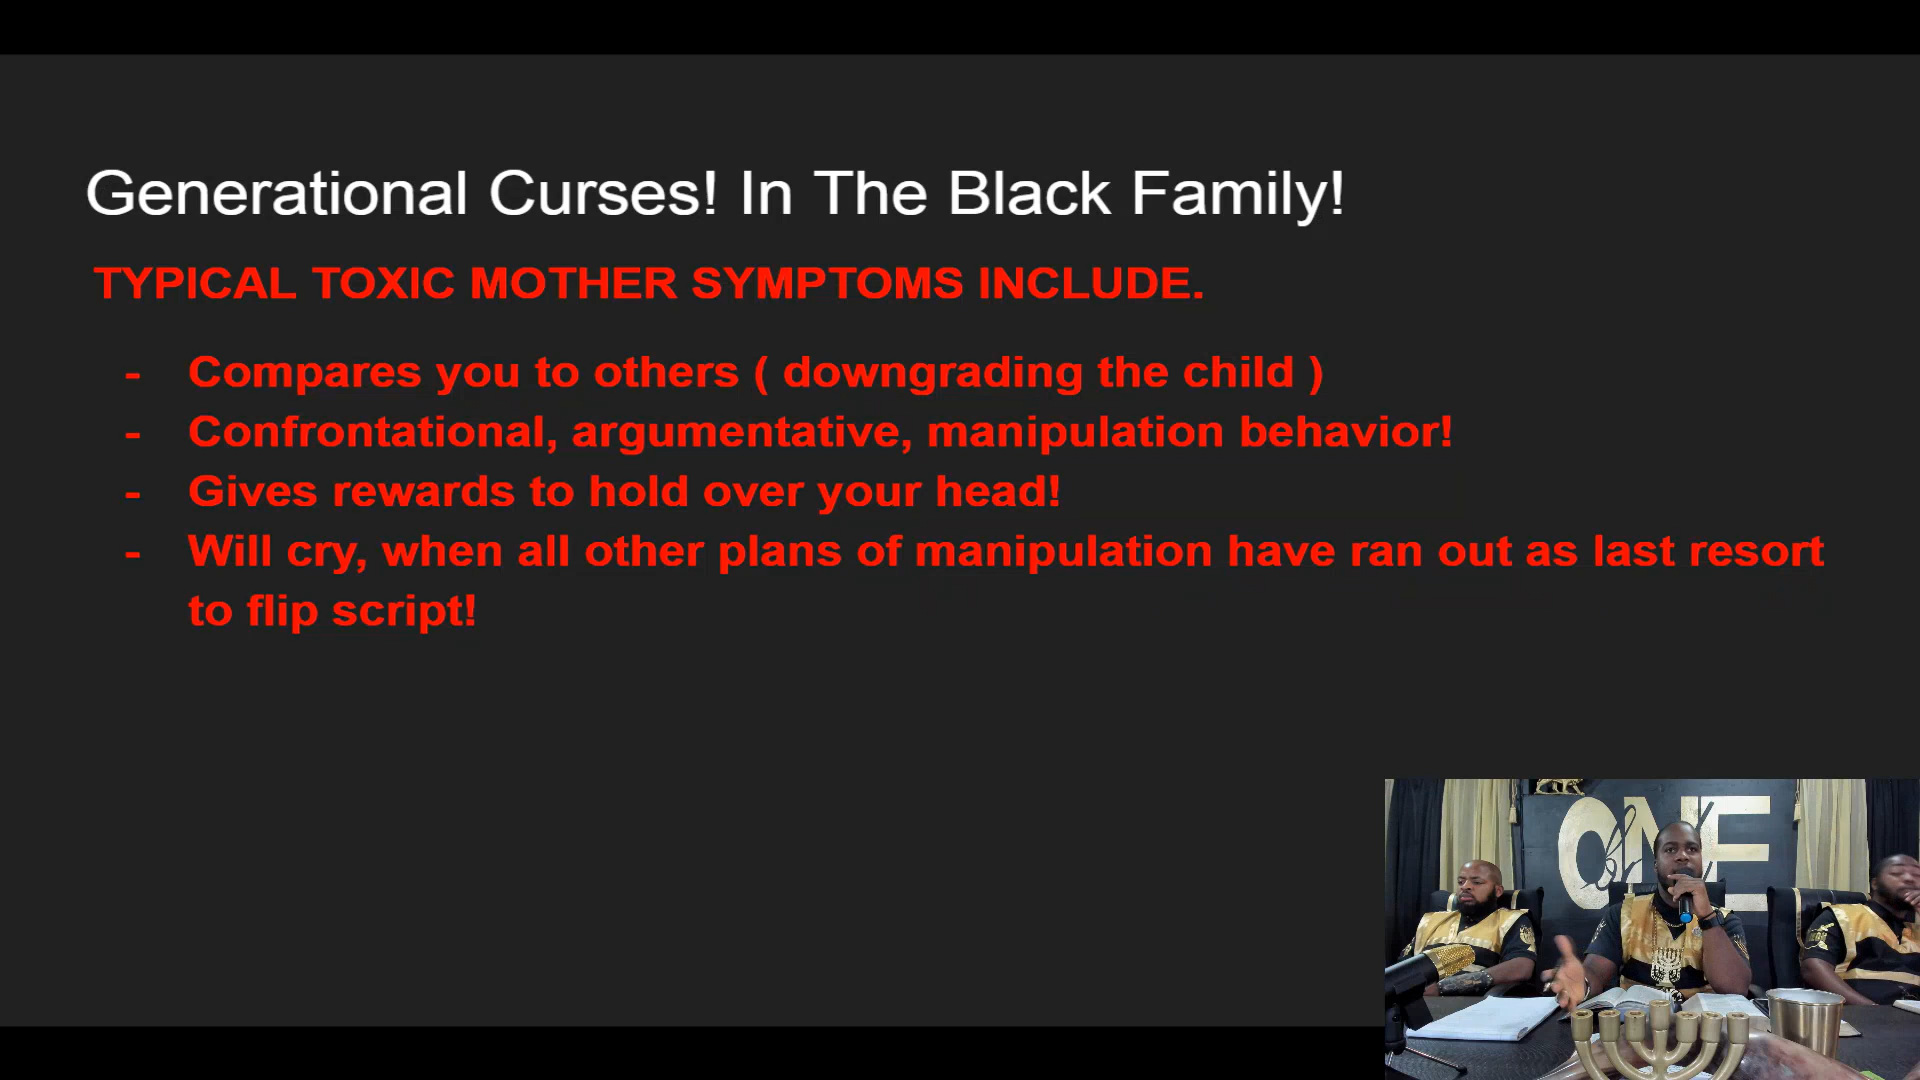 Generational Curses! In The Black Family!
TYPICAL TOXIC MOTHER SYMPTOMS INCLUDE.
- Compares you to others ( downgrading the child )
- Confrontational, argumentative, manipulation behavior!
- Gives rewards to hold over your head!
- Will cry, when all other plans of manipulation have ran out as last resort
to flip script!
ONE